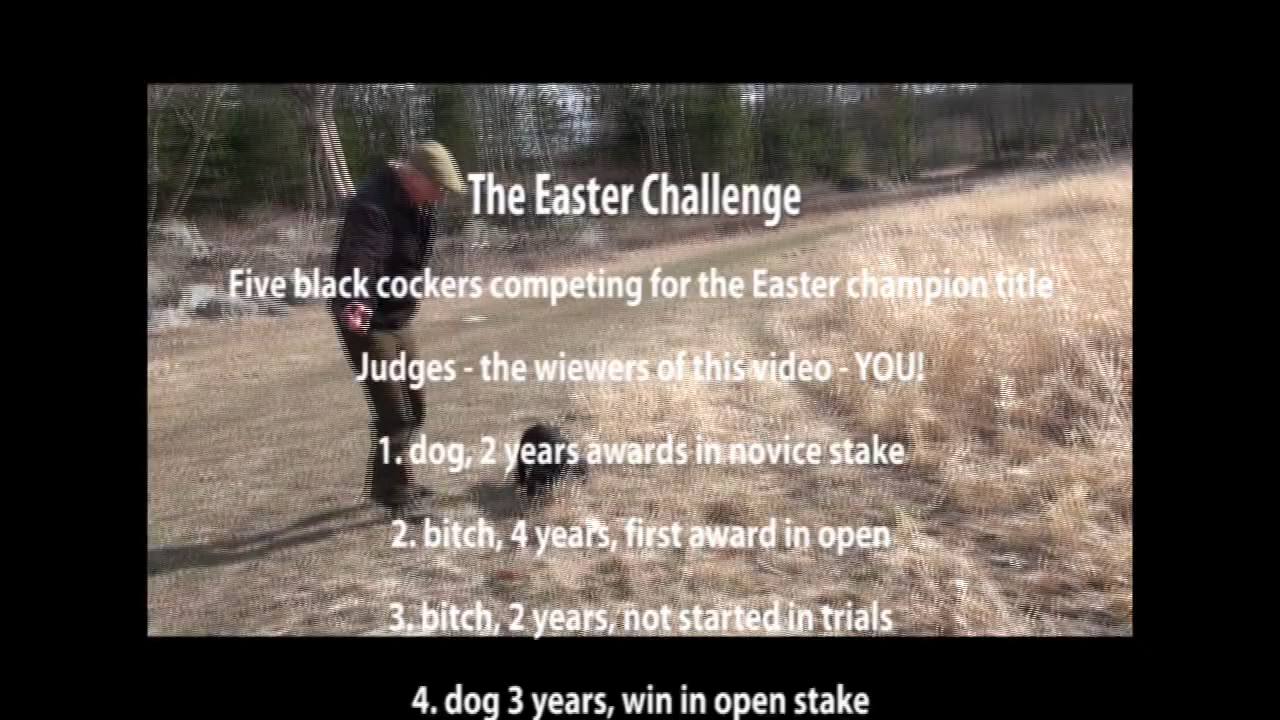 The Easter Challenge
Five black cockers competing for the Easter champion title
Judges - the wiewers of this video - YOU!
1. dog, 2 years awards in novice stake
2. bitch, 4 years, first award in open
3. bitch, 2 years, not started in trials
4. dog 3 years, win in open stake